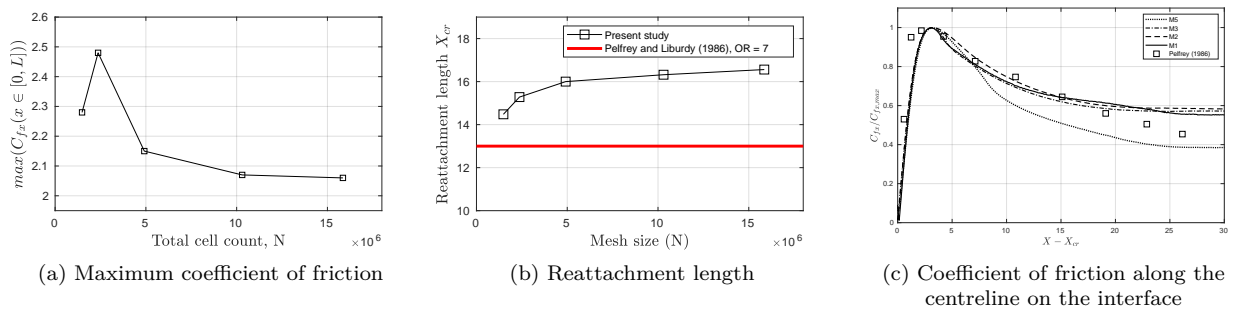 2.6
2.5
2.4
2.3
2.2
2.1
2
0
5
10
15
max(C_{fx}(x ∈ [0, L]))
Total cell count, N
×10^6
(a) Maximum coefficient of friction
18
16
14
12
10
0
5
10
15
Reattachment length X_{cr}
Present study
Pelfrey and Liburdy (1986), OR = 7
Mesh size (N)
×10^6
(b) Reattachment length
1
0.8
0.6
0.4
0.2
0
0
5
10
15
20
25
30
C_{fx}/C_{fx,max}
M5
M3
M2
M1
Pelfrey (1986)
X − X_{cr}
(c) Coefficient of friction along the
centreline on the interface